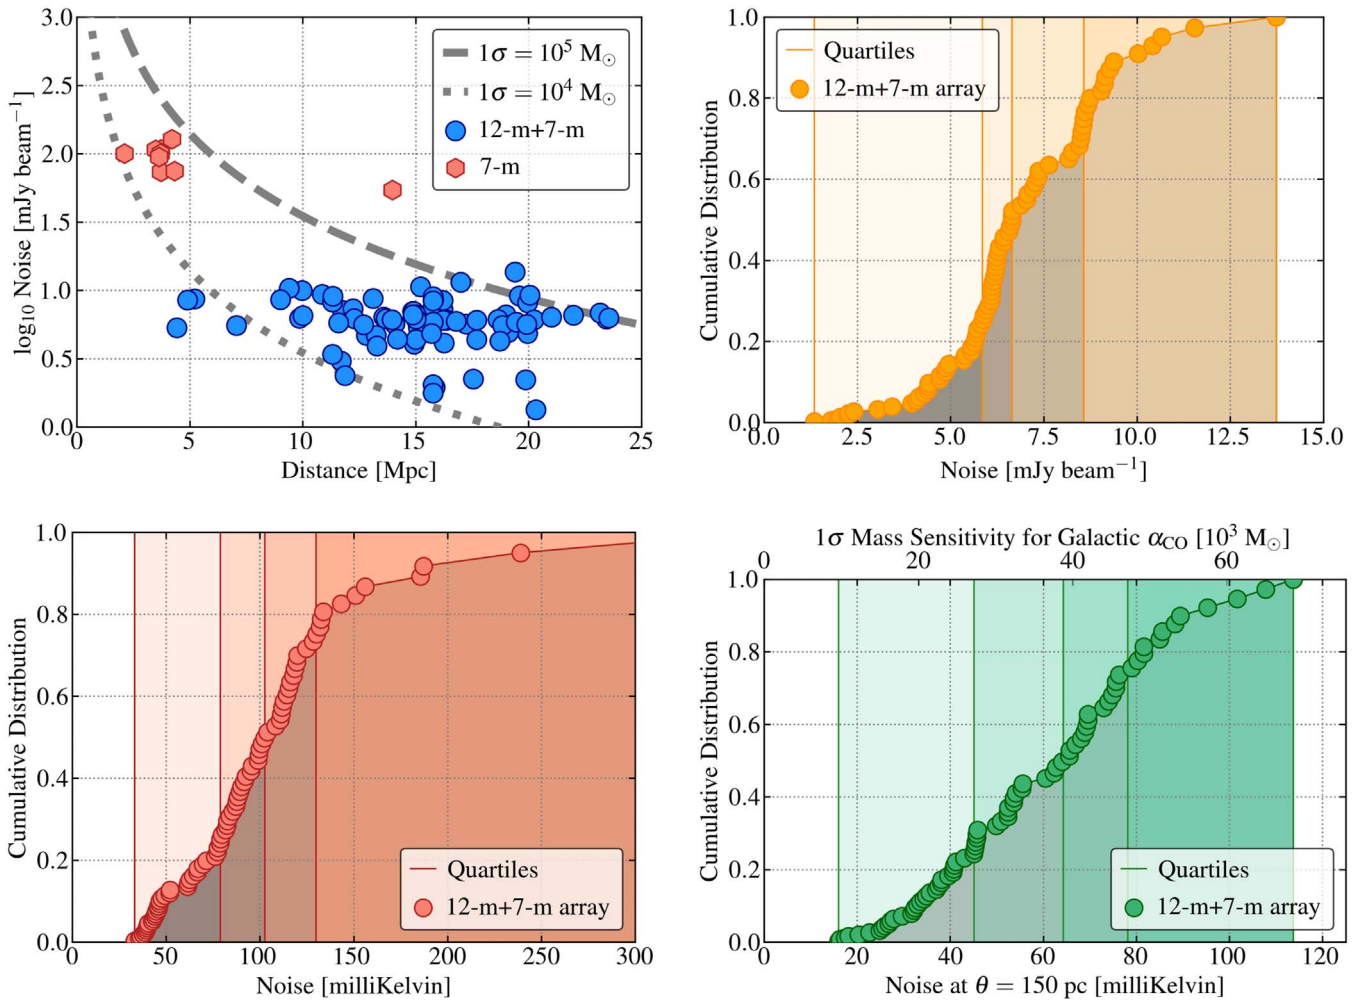 3.0
2.5
2.0
1.5
1.0
0.5
0.0
log₁₀ Noise [mJy beam⁻¹]
1σ = 10⁵ M☉
1σ = 10⁴ M☉
12-m+7-m
7-m
0
5
10
15
20
25
Distance [Mpc]
1.0
0.8
0.6
0.4
0.2
0.0
Cumulative Distribution
Quartiles
12-m+7-m array
0.0
2.5
5.0
7.5
10.0
12.5
15.0
Noise [mJy beam⁻¹]
1.0
0.8
0.6
0.4
0.2
0.0
Cumulative Distribution
Quartiles
12-m+7-m array
0
50
100
150
200
250
300
Noise [milliKelvin]
1σ Mass Sensitivity for Galactic α_CO [10³ M☉]
0
20
40
60
1.0
0.8
0.6
0.4
0.2
0.0
Cumulative Distribution
Quartiles
12-m+7-m array
0
20
40
60
80
100
120
Noise at θ = 150 pc [milliKelvin]